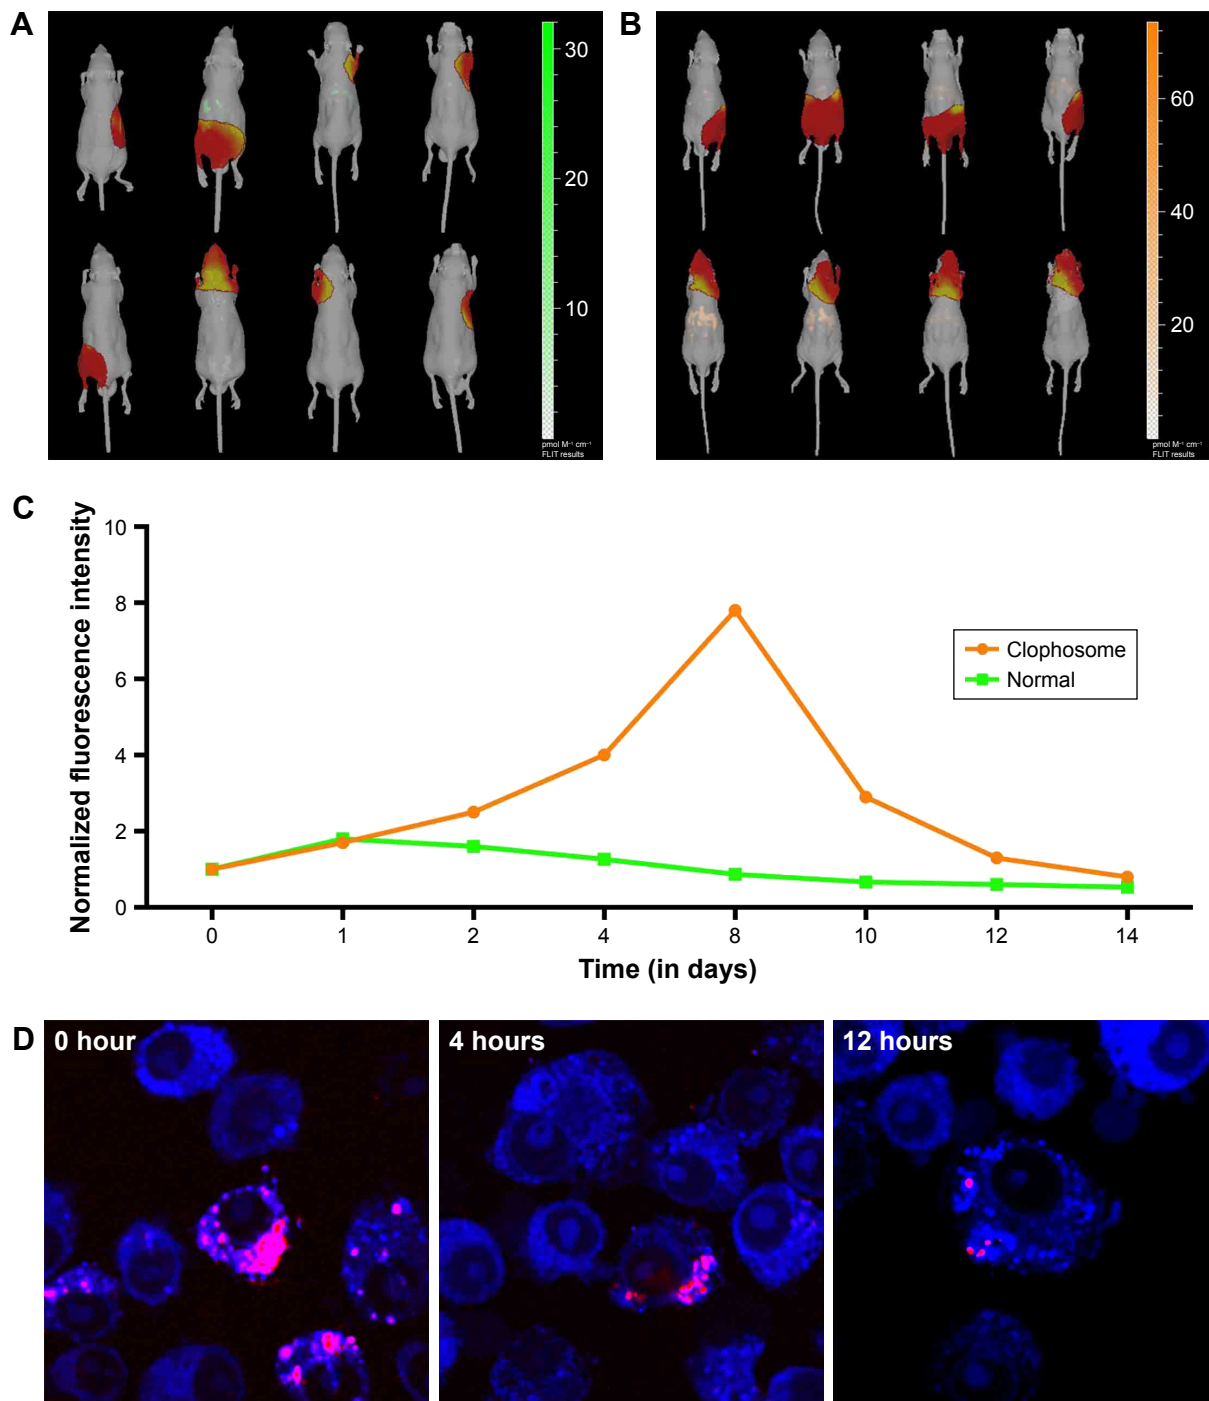 A
30
20
10
pmol M⁻¹ cm⁻¹
FLIT results
B
60
40
20
pmol M⁻¹ cm⁻¹
FLIT results
C
Normalized fluorescence intensity
10
8
6
4
2
0
Clophosome
Normal
0 1 2 4 8 10 12 14
Time (in days)
D
0 hour
4 hours
12 hours